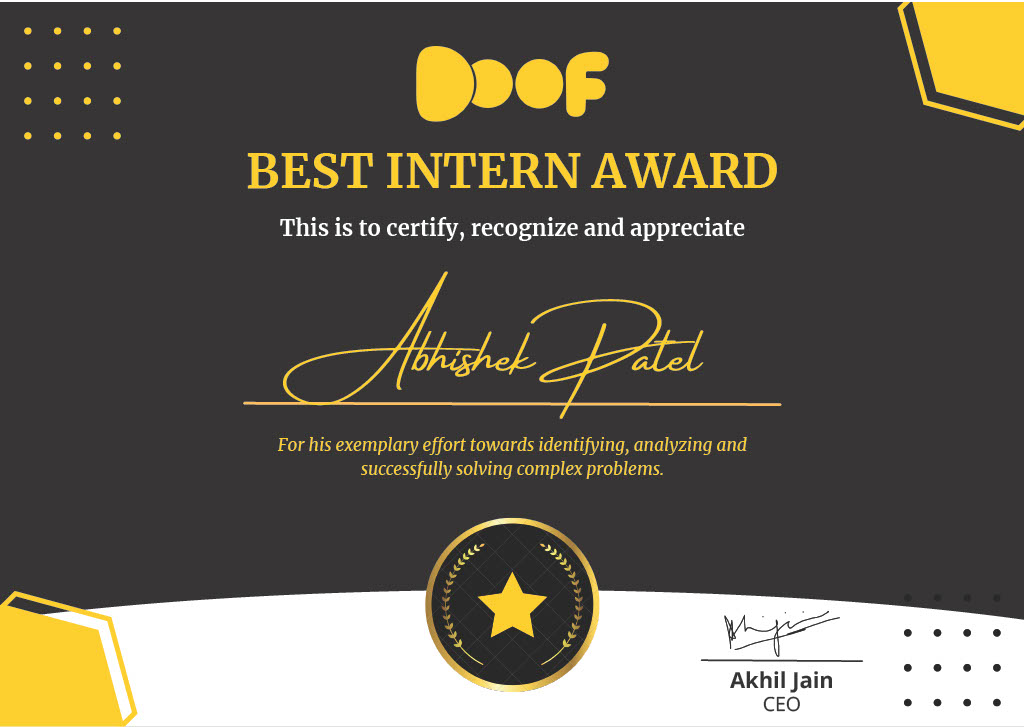 DOOF
BEST INTERN AWARD
This is to certify, recognize and appreciate
Abhishek Patel
For his exemplary effort towards identifying, analyzing and
successfully solving complex problems.
Akhil Jain
CEO